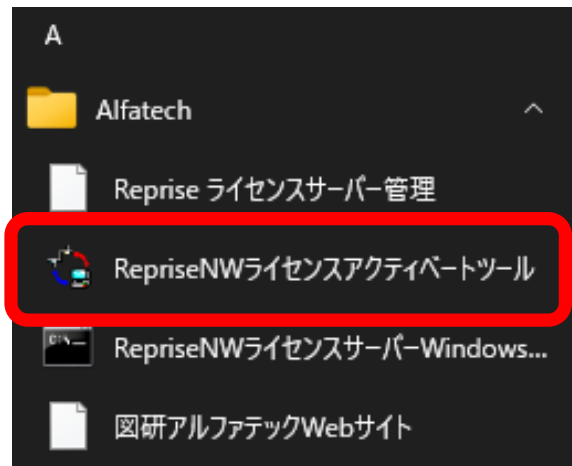 A
Alfatech
Reprise ライセンスサーバー管理
RepriseNWライセンスアクティベートツール
RepriseNWライセンスサーバーWindows...
図研アルファテックWebサイト